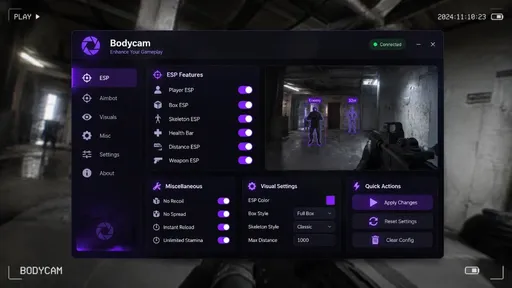 PLAY
2024:11:10:23
Bodycam
Enhance Your Gameplay
Connected
ESP
Aimbot
Visuals
Misc
Settings
About
ESP Features
Player ESP
Box ESP
Skeleton ESP
Health Bar
Distance ESP
Weapon ESP
Enemy
22m
Miscellaneous
No Recoil
No Spread
Instant Reload
Unlimited Stamina
Visual Settings
ESP Color
Box Style
Full Box
Skeleton Style
Classic
Max Distance
1000
Quick Actions
Apply Changes
Reset Settings
Clear Config
BODYCAM